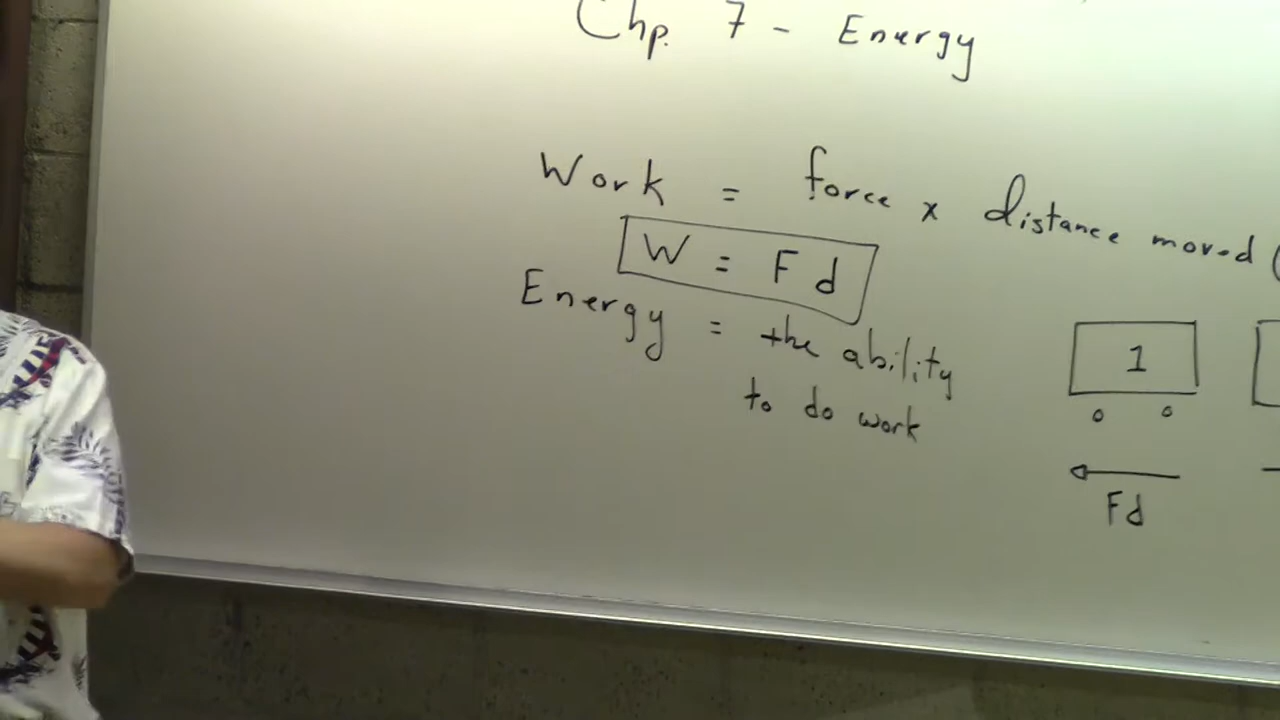 Chp. 7 - Energy
Work = force x distance moved (
W = Fd
Energy = the ability
to do work
1
Fd